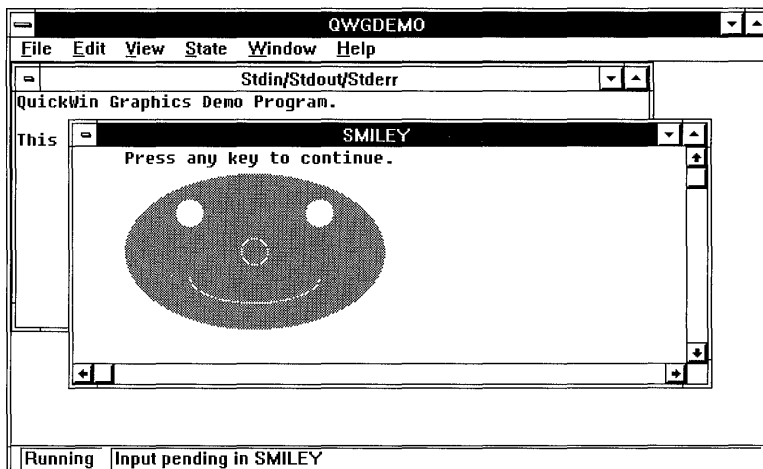 QWGDEMO
File Edit View State Window Help
Stdin/Stdout/Stderr
QuickWin Graphics Demo Program.
This
SMILEY
Press any key to continue.
Running Input pending in SMILEY